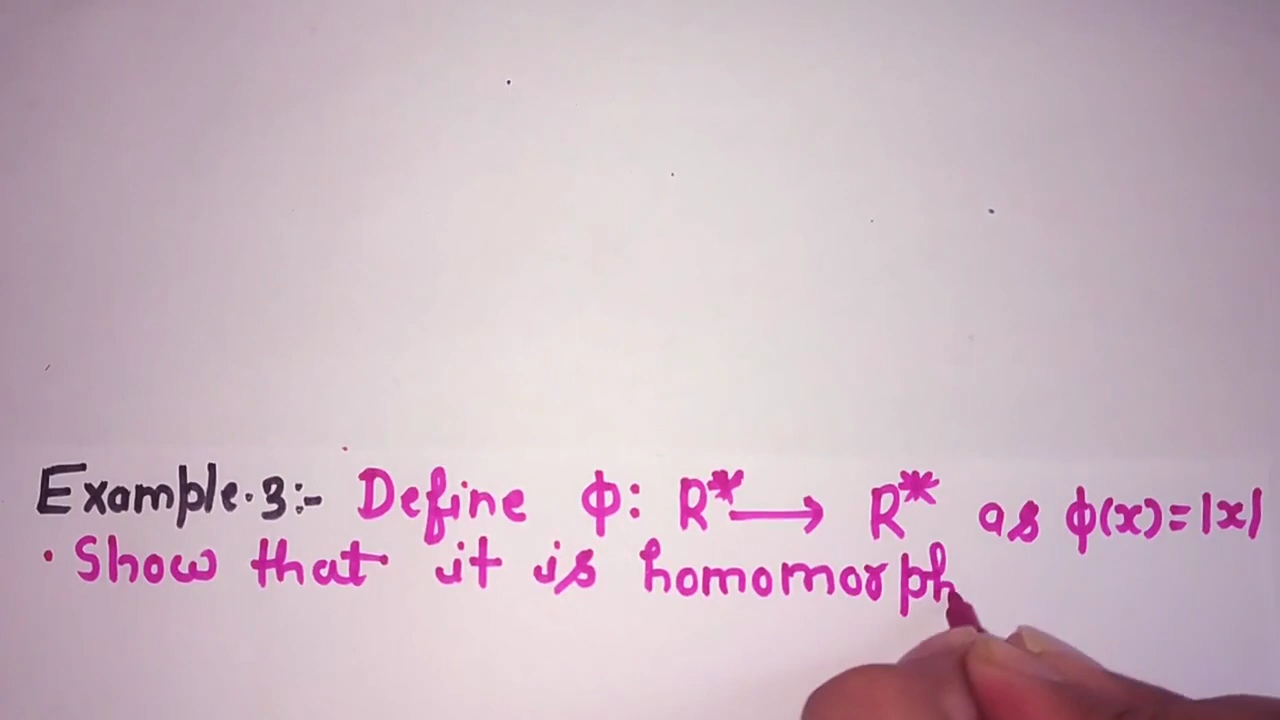 Example.3:- Define φ: R* → R* as φ(x)=|x|
• Show that it is homomorph